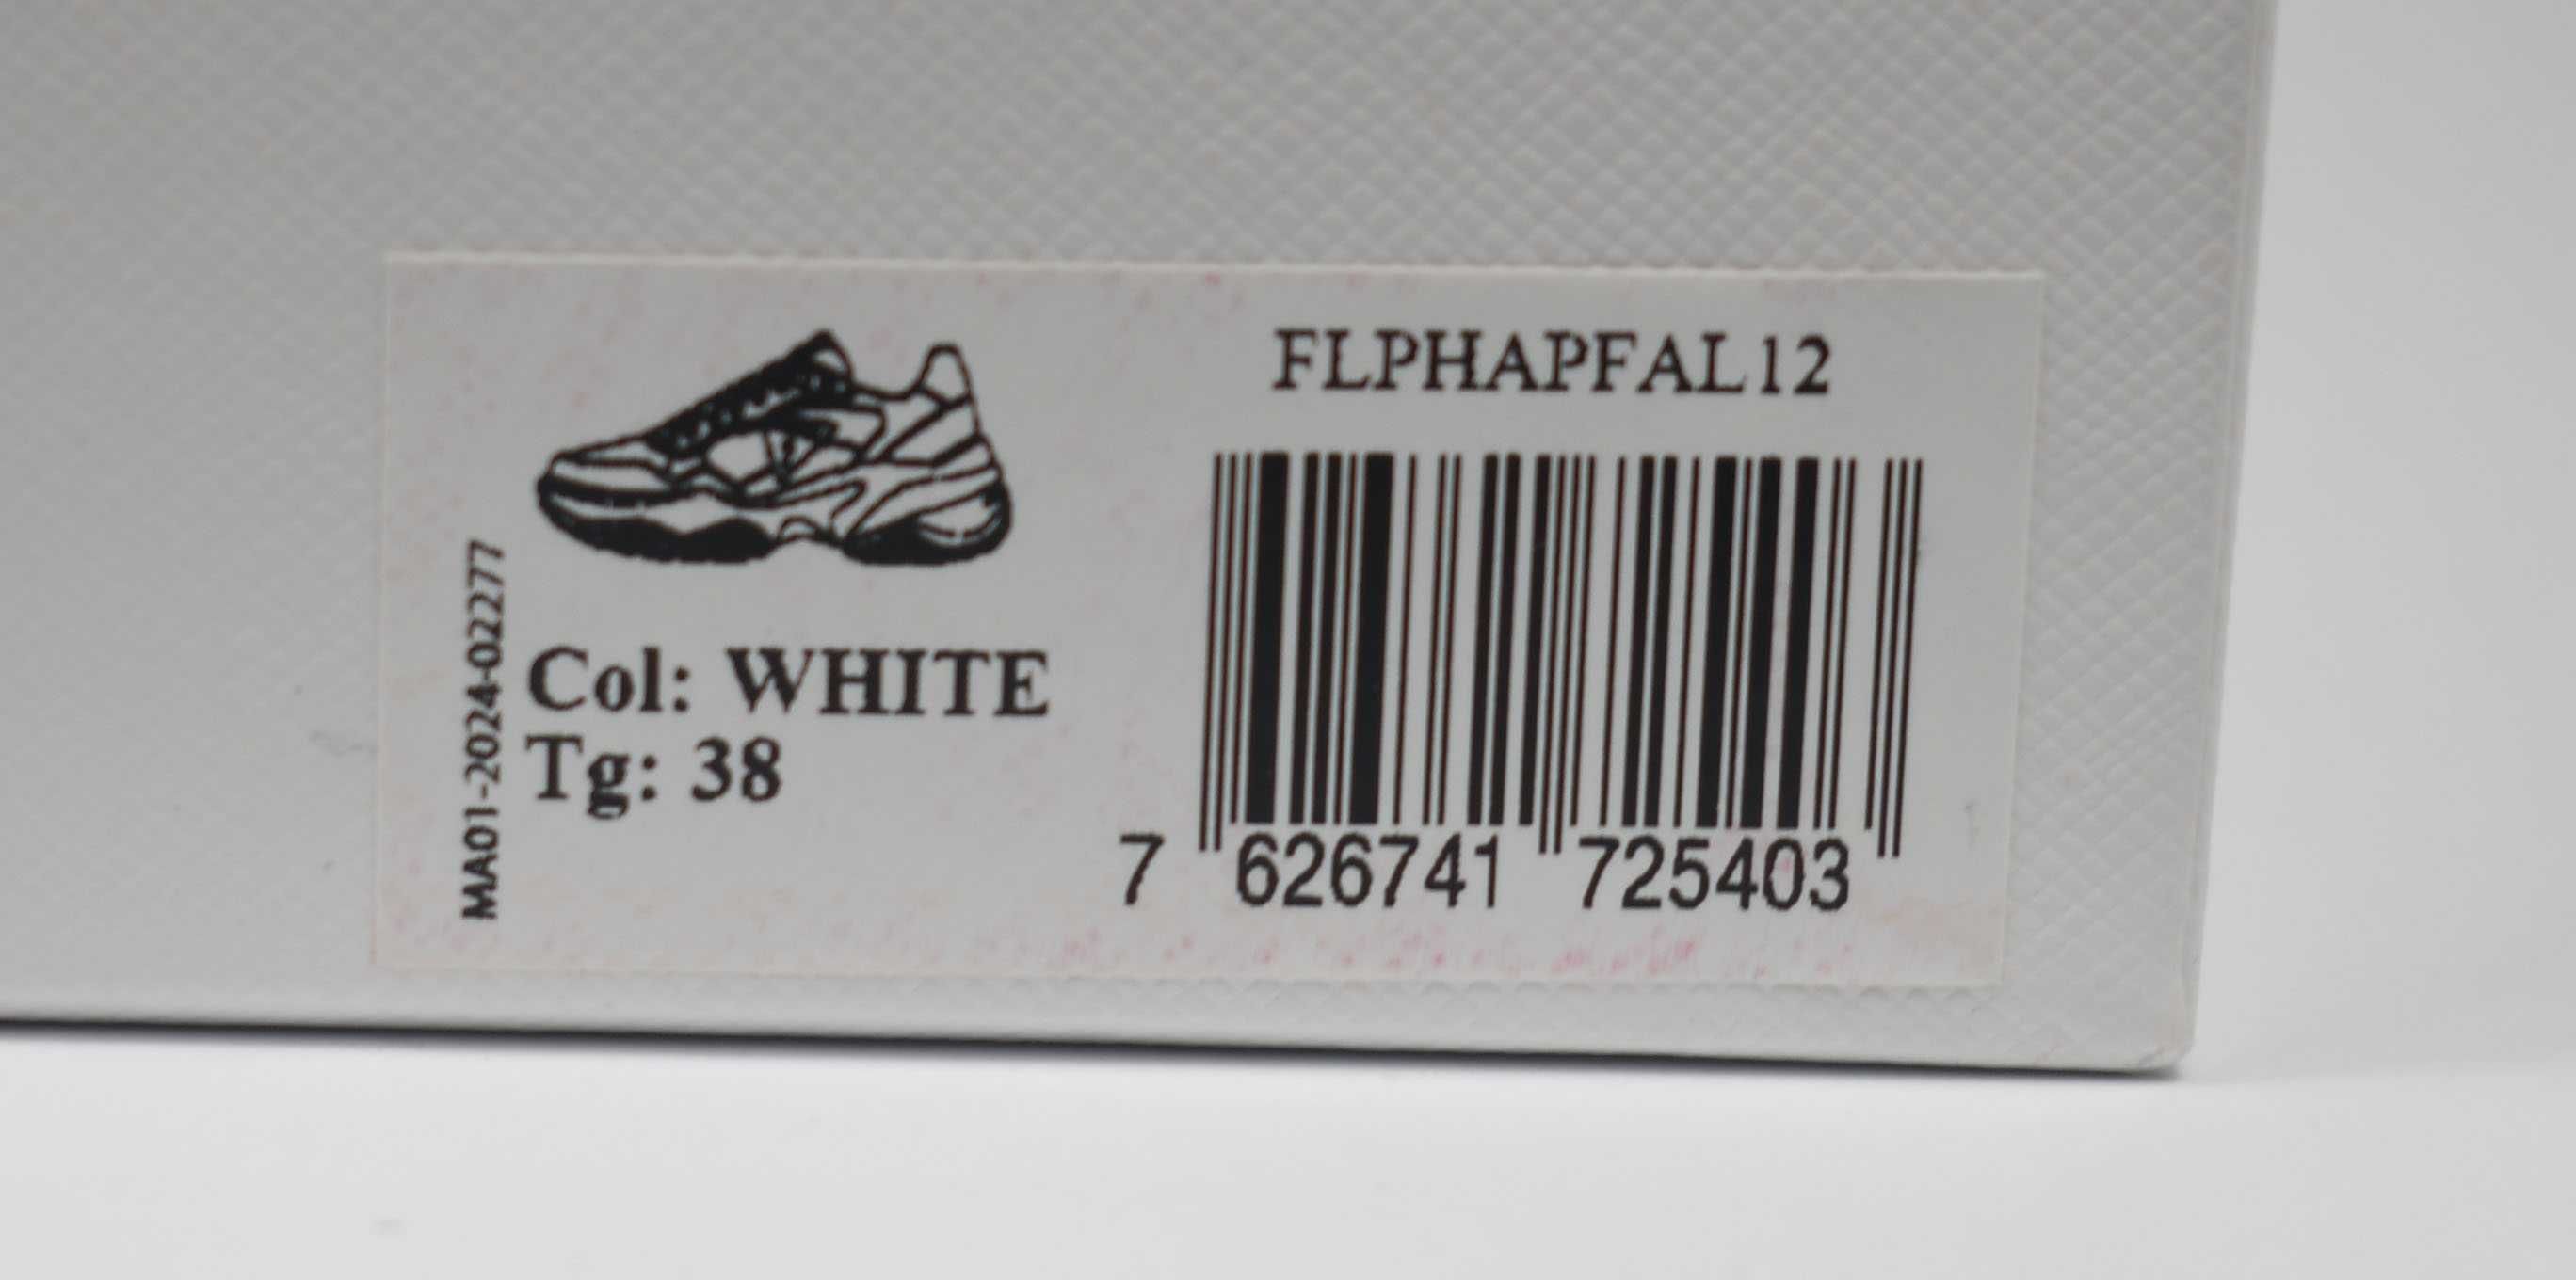 MA01-2024-02277
Col: WHITE
Tg: 38
FLPHAPFAL12
7 626741 725403